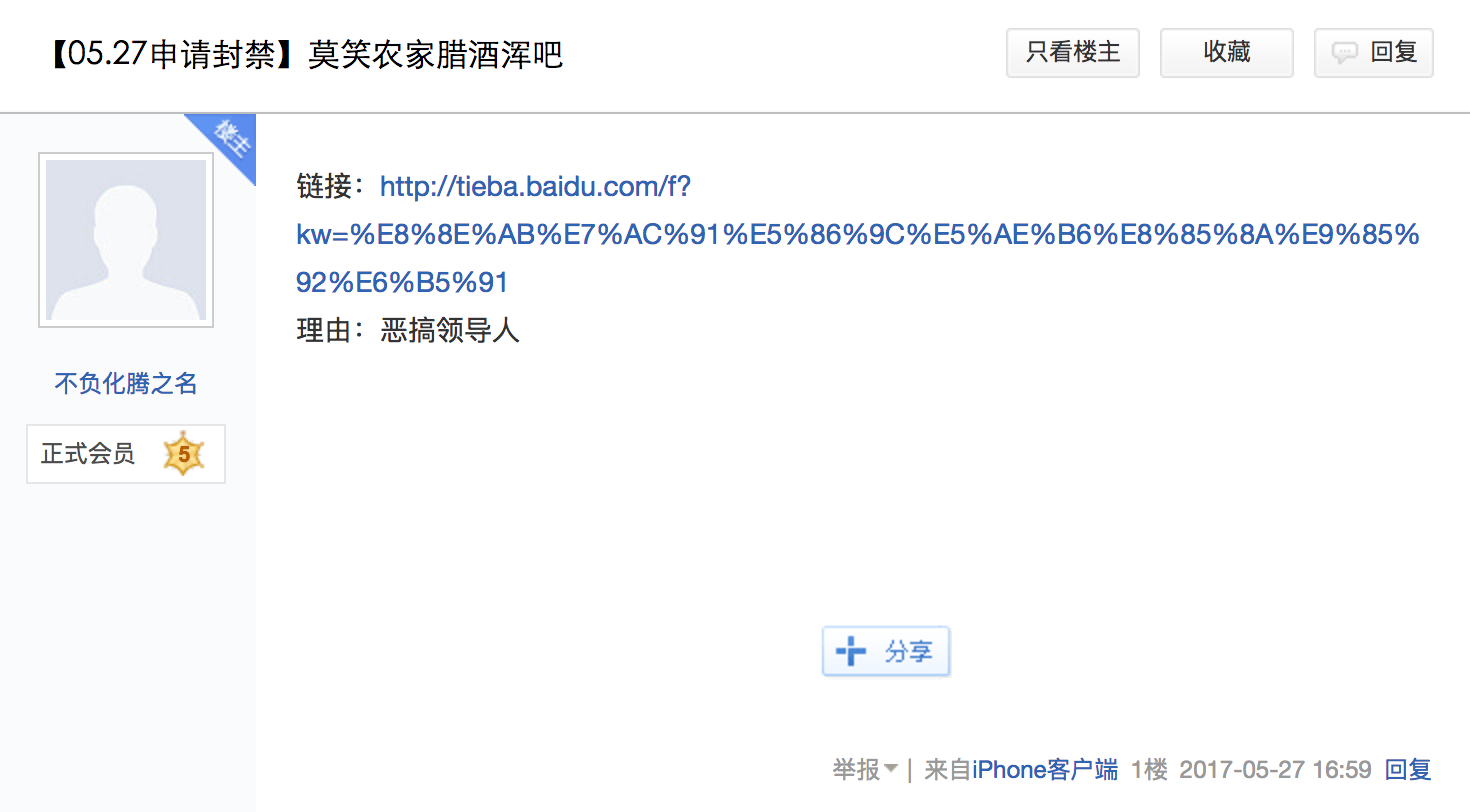 【05.27申请封禁】莫笑农家腊酒浑吧
只看楼主
收藏
回复
楼主
链接：http://tieba.baidu.com/f?
kw=%E8%8E%AB%E7%AC%91%E5%86%9C%E5%AE%B6%E8%85%8A%E9%85%
92%E6%B5%91
理由：恶搞领导人
不负化腾之名
正式会员 5
分享
举报 | 来自iPhone客户端 1楼 2017-05-27 16:59 回复